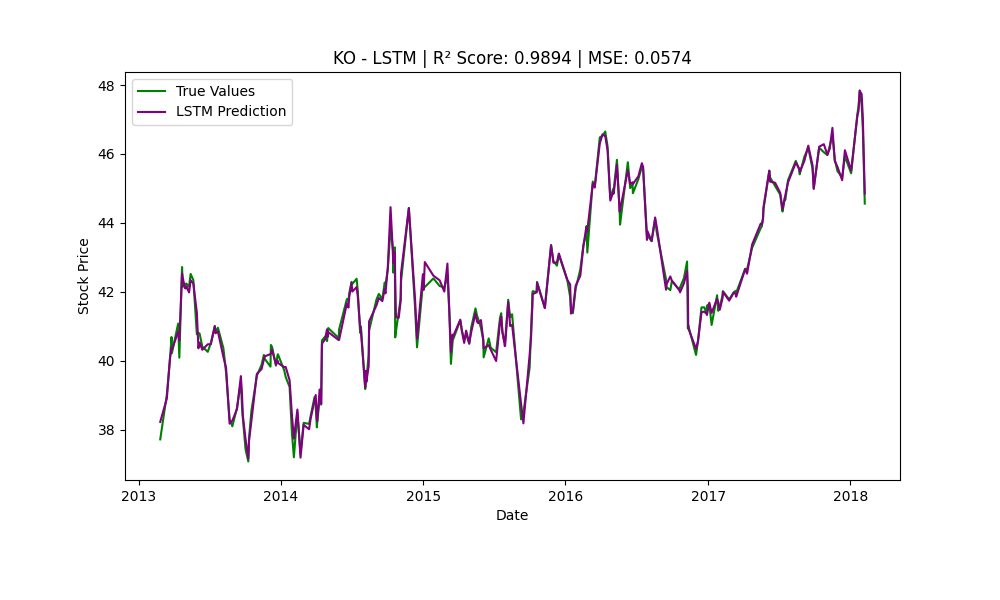 KO - LSTM | R² Score: 0.9894 | MSE: 0.0574
True Values
LSTM Prediction
48
46
44
42
40
38
Stock Price
2013 2014 2015 2016 2017 2018
Date